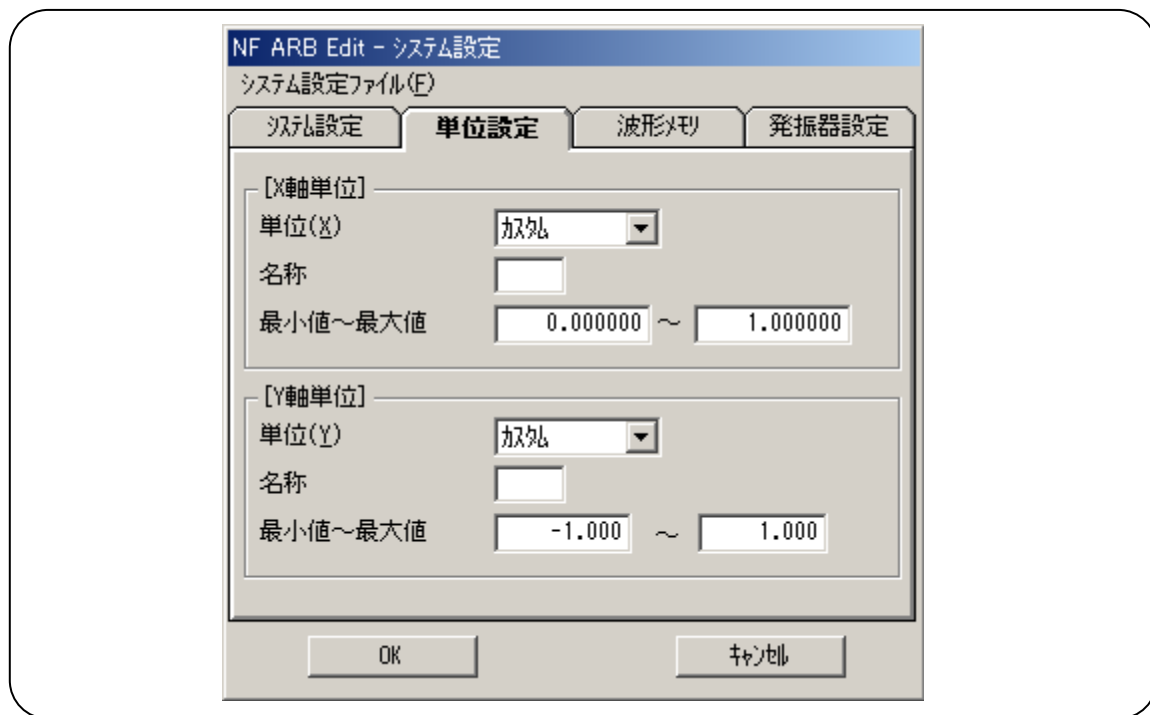 NF ARB Edit - システム設定
システム設定ファイル(F)
ｼｽﾃﾑ設定 単位設定 波形ﾒﾓﾘ 発振器設定
[X軸単位]
単位(X) ｶｽﾀﾑ
名称
最小値～最大値 0.000000 ～ 1.000000
[Y軸単位]
単位(Y) ｶｽﾀﾑ
名称
最小値～最大値 -1.000 ～ 1.000
OK ｷｬﾝｾﾙ